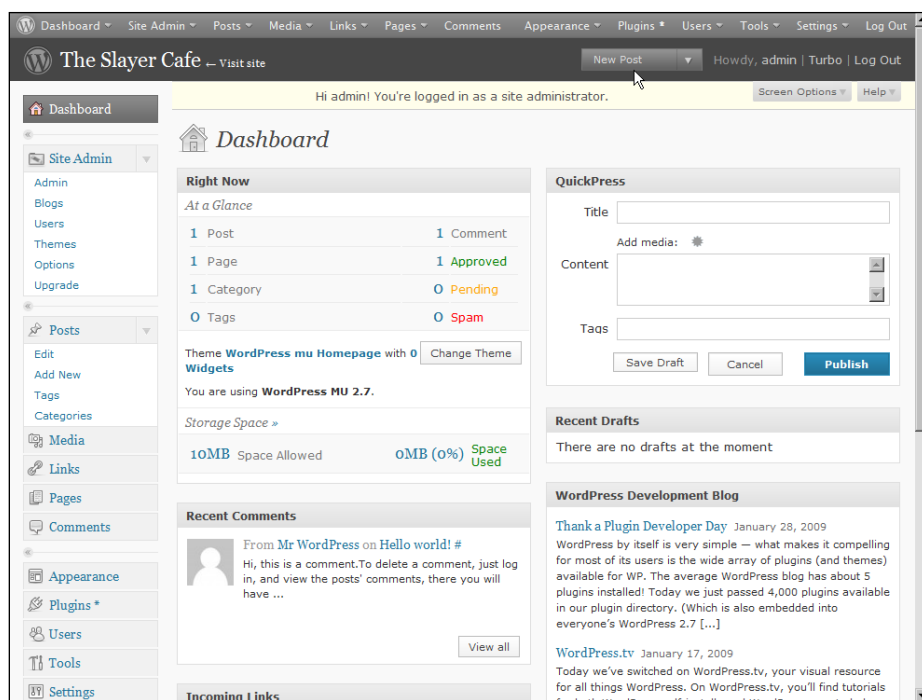 Dashboard Site Admin Posts Media Links Pages Comments Appearance Plugins * Users Tools Settings Log Out
The Slayer Cafe ← Visit site New Post Howdy, admin | Turbo | Log Out
Hi admin! You're logged in as a site administrator. Screen Options Help
Dashboard
Site Admin
Admin
Blogs
Users
Themes
Options
Upgrade
Posts
Edit
Add New
Tags
Categories
Media
Links
Pages
Comments
Appearance
Plugins *
Users
Tools
Settings
Dashboard
Right Now
At a Glance
1 Post 1 Comment
1 Page 1 Approved
1 Category 0 Pending
0 Tags 0 Spam
Theme WordPress mu Homepage with 0
Widgets
Change Theme
You are using WordPress MU 2.7.
Storage Space »
10MB Space Allowed 0MB (0%) Space
Used
Recent Comments
From Mr WordPress on Hello world! #
Hi, this is a comment.To delete a comment, just log
in, and view the posts' comments, there you will
have ...
View all
Incoming Links
QuickPress
Title
Add media:
Content
Tags
Save Draft Cancel Publish
Recent Drafts
There are no drafts at the moment
WordPress Development Blog
Thank a Plugin Developer Day January 28, 2009
WordPress by itself is very simple — what makes it compelling
for most of its users is the wide array of plugins (and themes)
available for WP. The average WordPress blog has about 5
plugins installed! Today we just passed 4,000 plugins available
in our plugin directory. (Which is also embedded into
everyone's WordPress 2.7 [...]
WordPress.tv January 17, 2009
Today we've switched on WordPress.tv, your visual resource
for all things WordPress. On WordPress.tv, you'll find tutorials